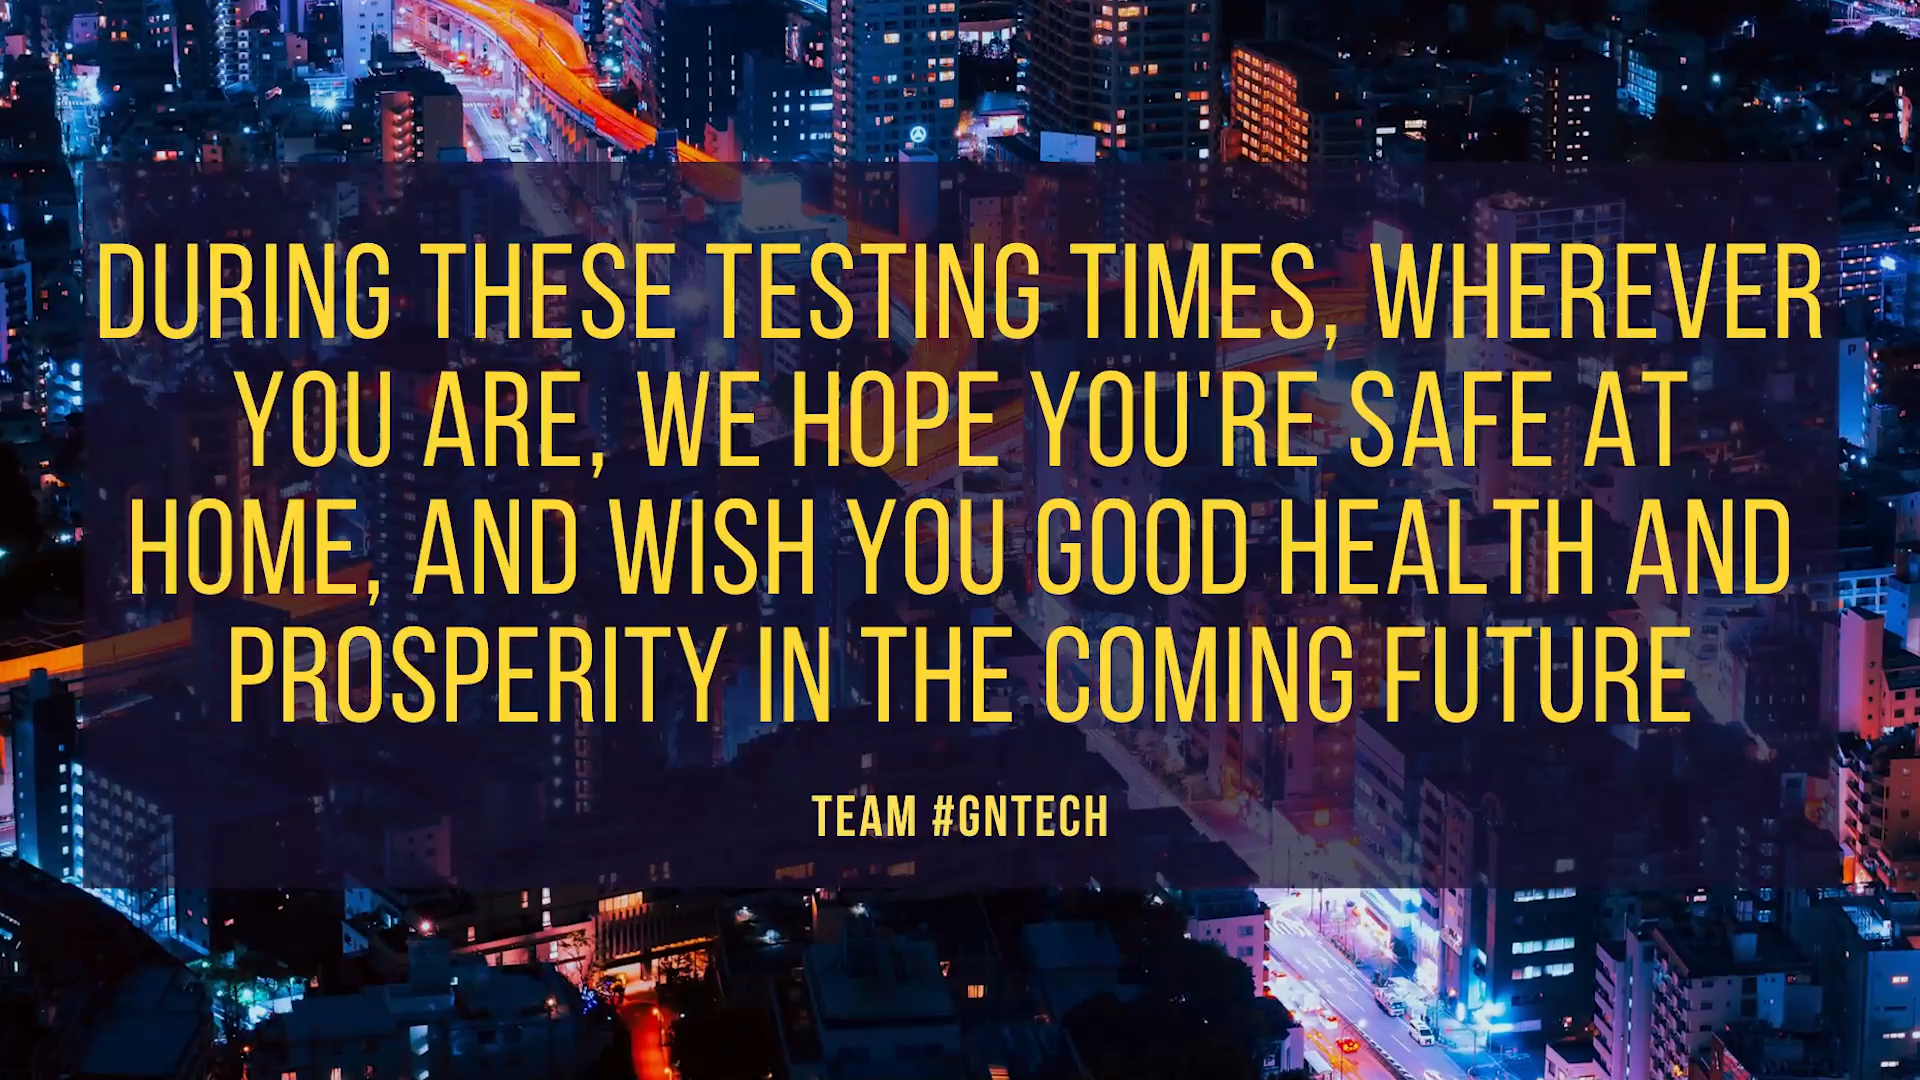 DURING THESE TESTING TIMES, WHEREVER
YOU ARE, WE HOPE YOU'RE SAFE AT
HOME, AND WISH YOU GOOD HEALTH AND
PROSPERITY IN THE COMING FUTURE
TEAM #GNTECH